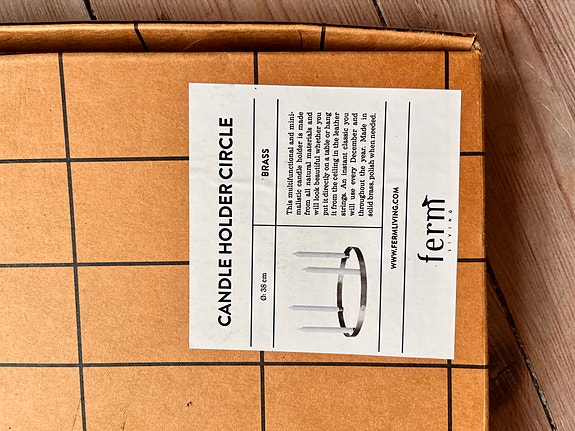 CANDLE HOLDER CIRCLE
Ø: 38 cm
BRASS
This multifunctional and mini-
malistic candle holder is made
from all natural materials and
will look beautiful whether you
put it directly on a table or hang
it from the ceiling in the leather
strings. An instant classic you
will use every December and
throughout the year. Made in
solid brass, polish when needed.
WWW.FERMLIVING.COM
ferm
LIVING